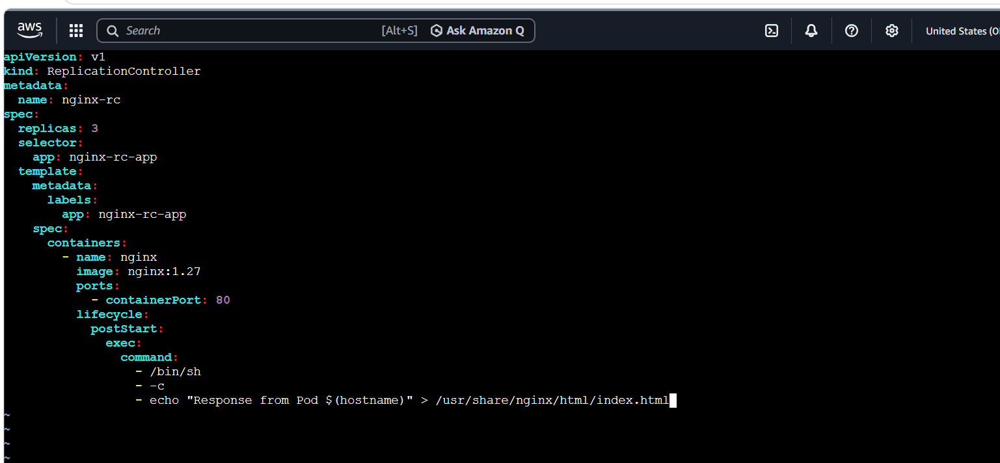 aws
Search [Alt+S] Ask Amazon Q
United States (O
apiVersion: v1
kind: ReplicationController
metadata:
  name: nginx-rc
spec:
  replicas: 3
  selector:
    app: nginx-rc-app
  template:
    metadata:
      labels:
        app: nginx-rc-app
    spec:
      containers:
        - name: nginx
          image: nginx:1.27
          ports:
            - containerPort: 80
          lifecycle:
            postStart:
              exec:
                command:
                  - /bin/sh
                  - -c
                  - echo "Response from Pod $(hostname)" > /usr/share/nginx/html/index.html
~
~
~
~